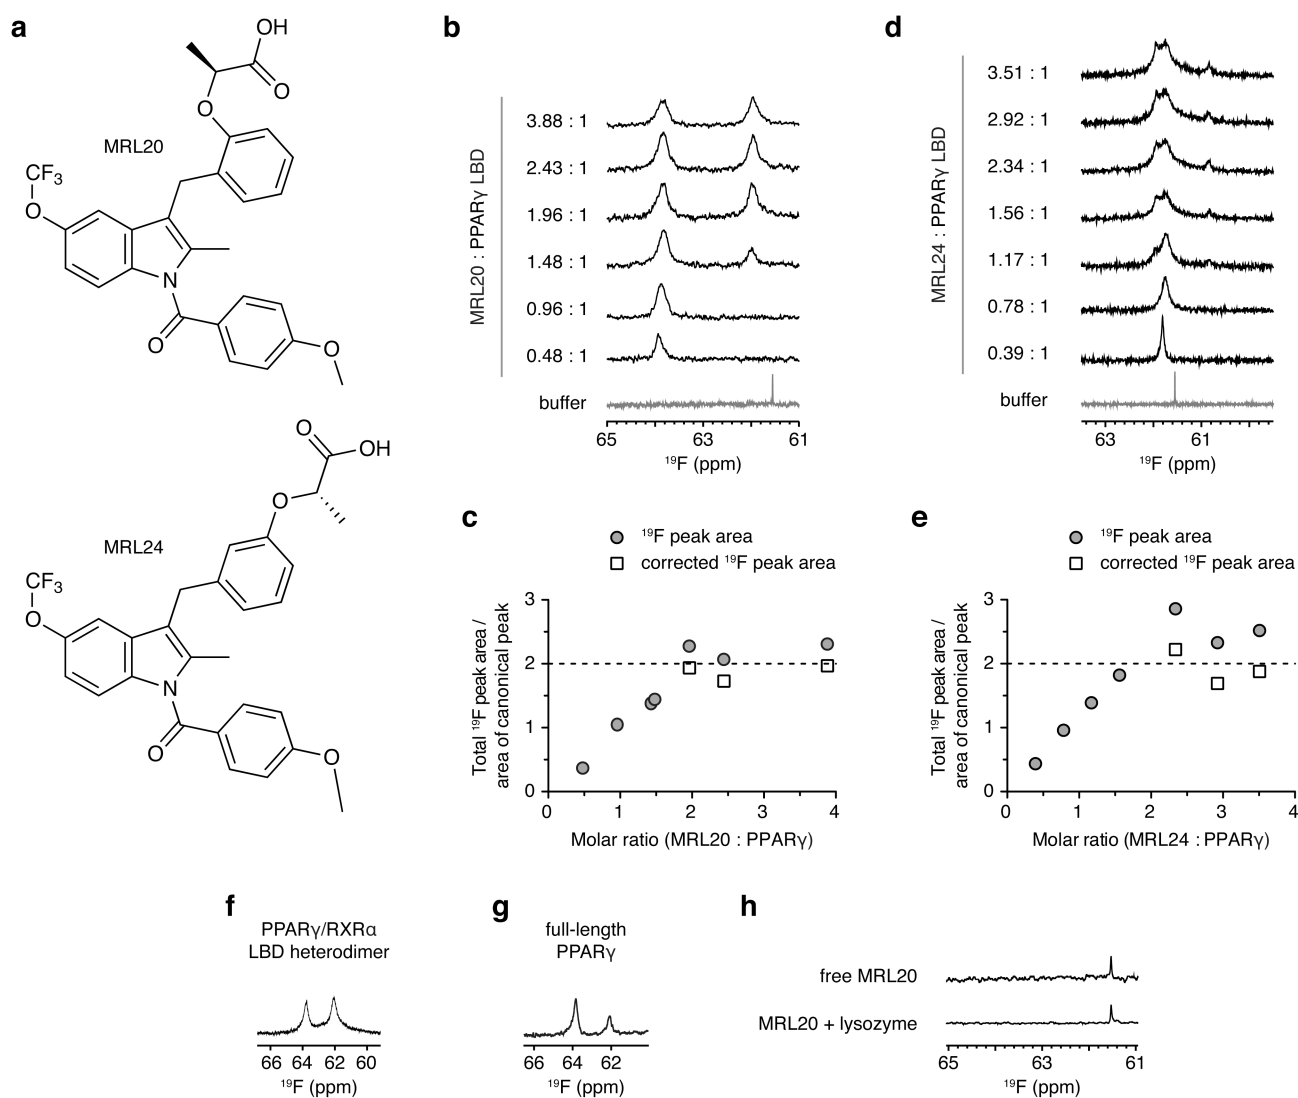 a
OH
O
O
MRL20
CF3
O
N
O
O
O
OH
O
MRL24
CF3
O
N
O
O
b
MRL20 : PPARγ LBD
3.88 : 1
2.43 : 1
1.96 : 1
1.48 : 1
0.96 : 1
0.48 : 1
buffer
65 63 61
19F (ppm)
d
MRL24 : PPARγ LBD
3.51 : 1
2.92 : 1
2.34 : 1
1.56 : 1
1.17 : 1
0.78 : 1
0.39 : 1
buffer
63 61
19F (ppm)
c
19F peak area
corrected 19F peak area
Total 19F peak area /
area of canonical peak
3
2
1
0
0 1 2 3 4
Molar ratio (MRL20 : PPARγ)
e
19F peak area
corrected 19F peak area
Total 19F peak area /
area of canonical peak
3
2
1
0
0 1 2 3 4
Molar ratio (MRL24 : PPARγ)
f
PPARγ/RXRα
LBD heterodimer
66 64 62 60
19F (ppm)
g
full-length
PPARγ
66 64 62
19F (ppm)
h
free MRL20
MRL20 + lysozyme
65 63 61
19F (ppm)